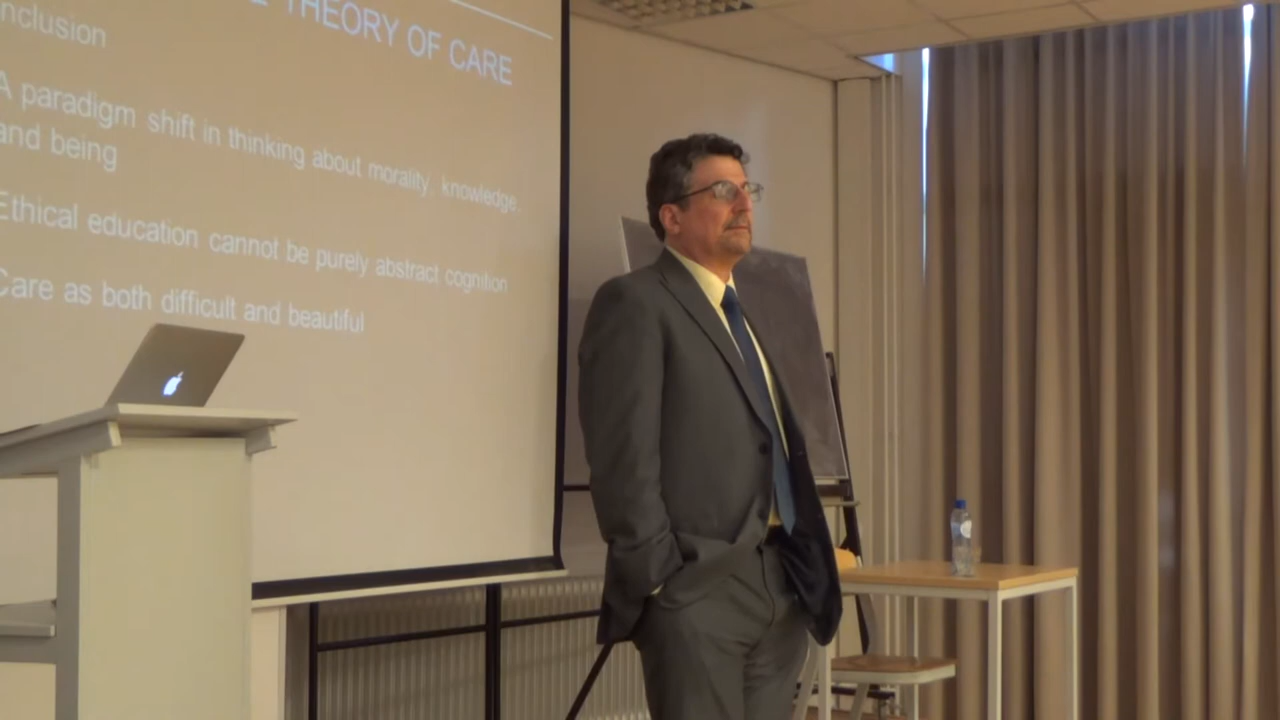 THEORY OF CARE
nclusion
A paradigm shift in thinking about morality, knowledge,
and being
Ethical education cannot be purely abstract cognition
Care as both difficult and beautiful